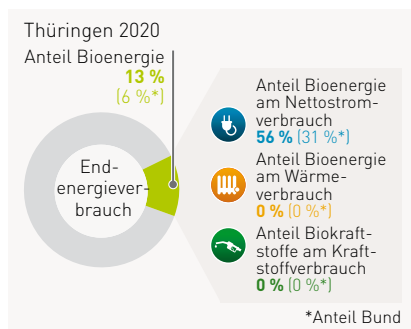 Thüringen 2020
Anteil Bioenergie
13 %
(6 %*)
End-
energiever-
brauch
Anteil Bioenergie
am Nettostrom-
verbrauch
56 % (31 %*)
Anteil Bioenergie
am Wärme-
verbrauch
0 % (0 %*)
Anteil Biokraft-
stoffe am Kraft-
stoffverbrauch
0 % (0 %*)
*Anteil Bund